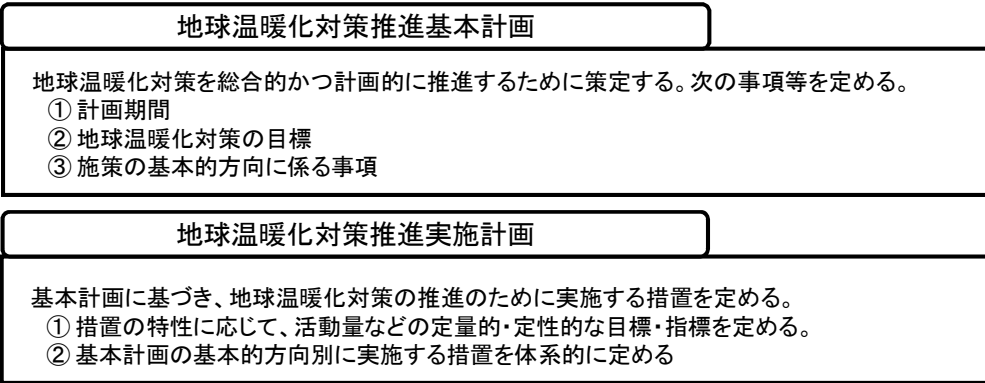 地球温暖化対策推進基本計画
地球温暖化対策を総合的かつ計画的に推進するために策定する。次の事項等を定める。
① 計画期間
② 地球温暖化対策の目標
③ 施策の基本的方向に係る事項
地球温暖化対策推進実施計画
基本計画に基づき、地球温暖化対策の推進のために実施する措置を定める。
① 措置の特性に応じて、活動量などの定量的・定性的な目標・指標を定める。
② 基本計画の基本的方向別に実施する措置を体系的に定める